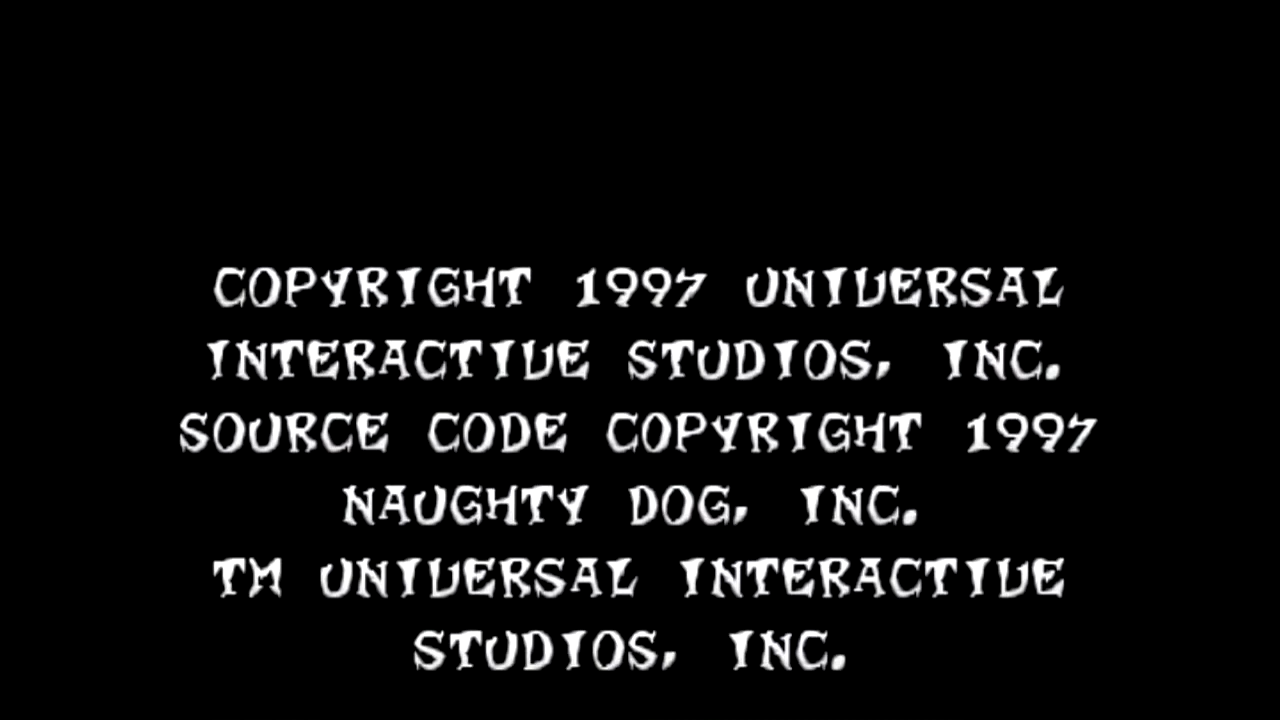 COPYRIGHT 1997 UNIVERSAL
INTERACTIVE STUDIOS, INC.
SOURCE CODE COPYRIGHT 1997
NAUGHTY DOG, INC.
TM UNIVERSAL INTERACTIVE
STUDIOS, INC.